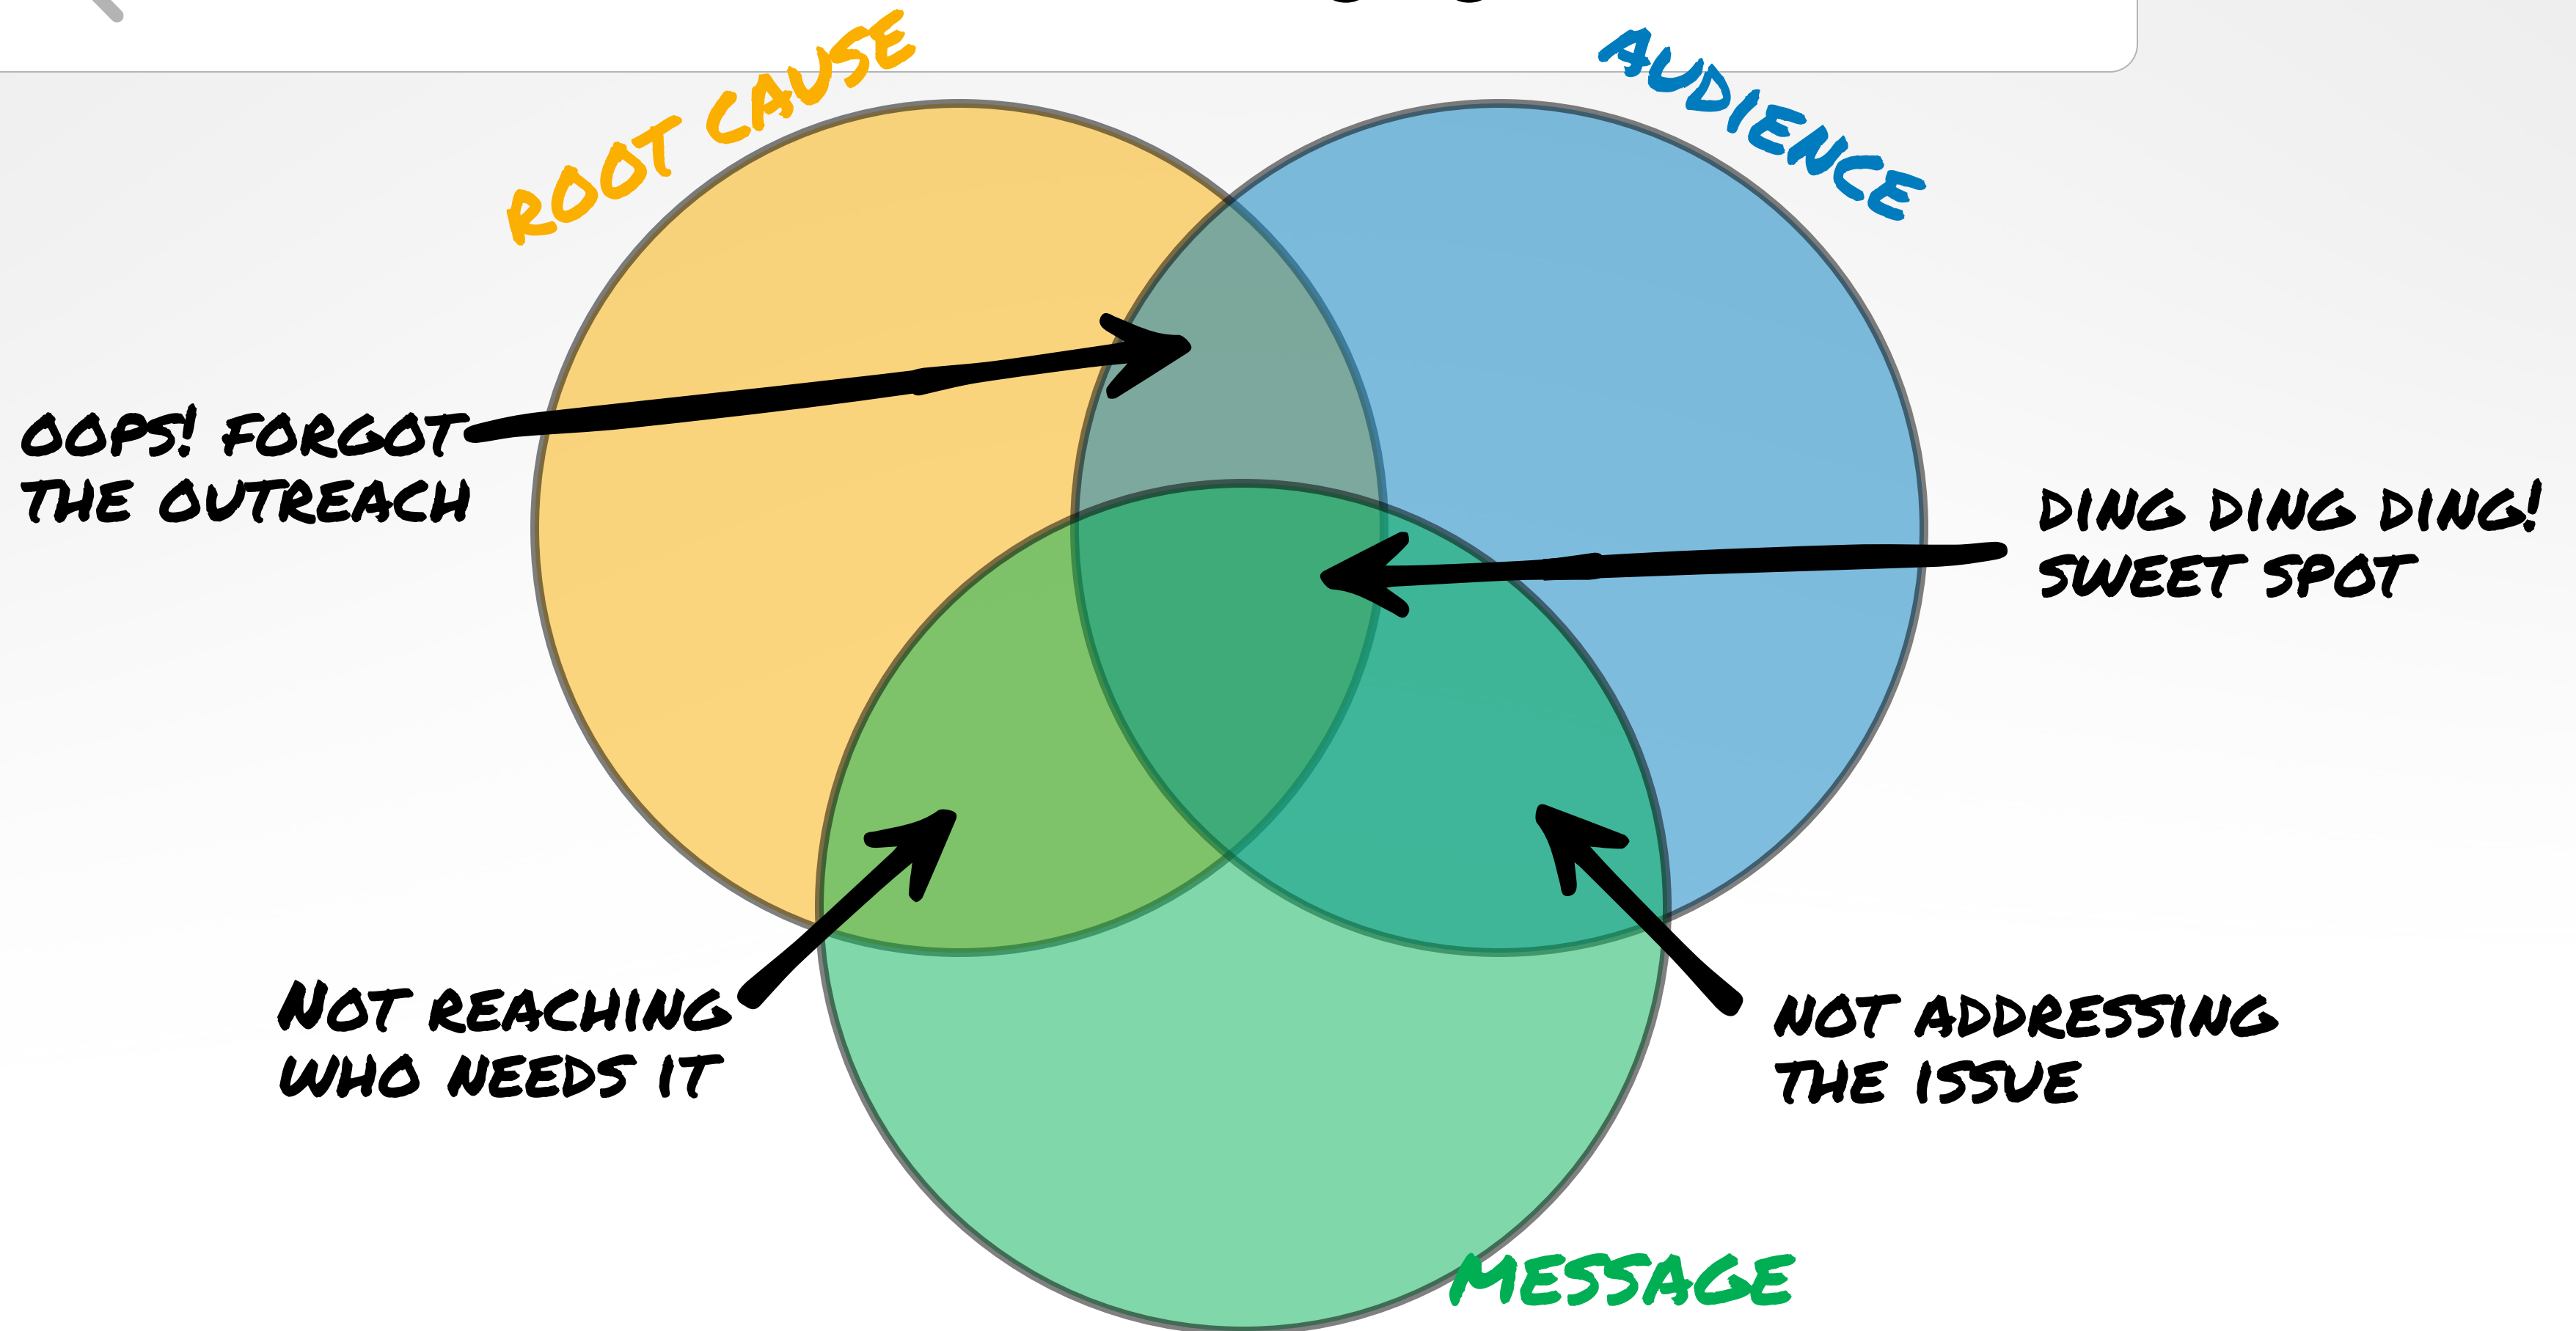 ROOT CAUSE
AUDIENCE
OOPS! FORGOT
THE OUTREACH
DING DING DING!
SWEET SPOT
NOT REACHING
WHO NEEDS IT
NOT ADDRESSING
THE ISSUE
MESSAGE